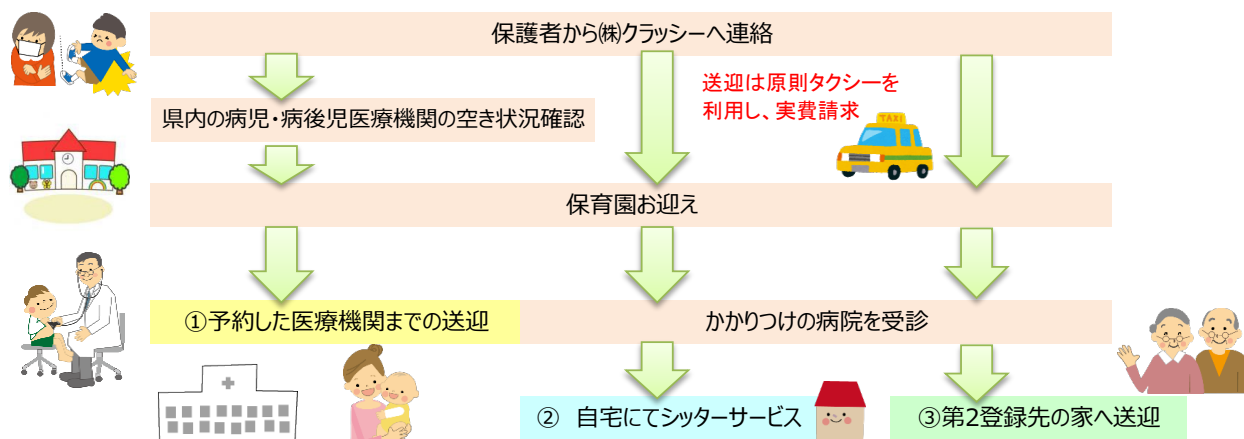 保護者から㈱クラッシーへ連絡
送迎は原則タクシーを
利用し、実費請求
TAXI
県内の病児・病後児医療機関の空き状況確認
保育園お迎え
①予約した医療機関までの送迎
かかりつけの病院を受診
② 自宅にてシッターサービス
③第2登録先の家へ送迎